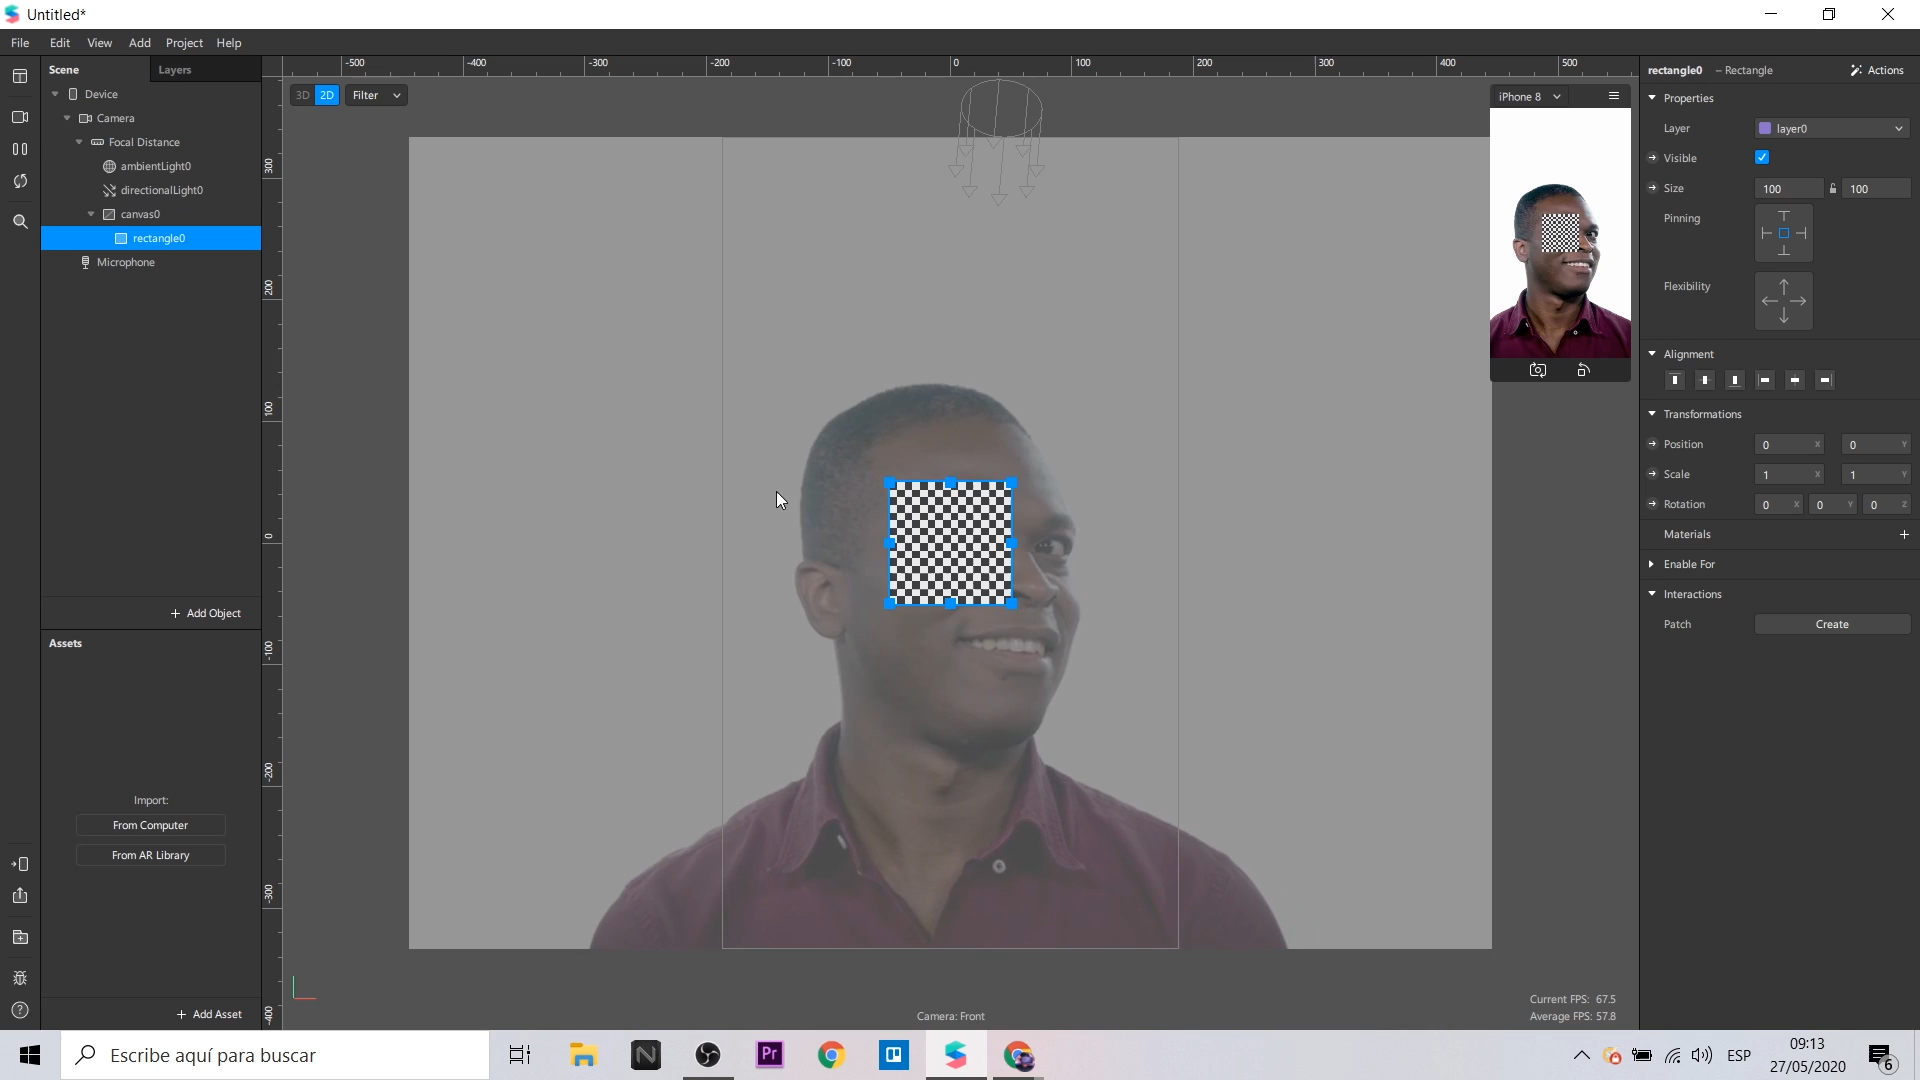 Untitled*
File Edit View Add Project Help
Scene Layers
Device
Camera
Focal Distance
ambientLight0
directionalLight0
canvas0
rectangle0
Microphone
+ Add Object
Assets
Import:
From Computer
From AR Library
+ Add Asset
-500 -400 -300 -200 -100 0 100 200 300 400 500
3D 2D Filter
300
200
100
0
-100
-200
-300
-400
Camera: Front
Current FPS: 67.5
Average FPS: 57.8
iPhone 8
rectangle0 – Rectangle Actions
Properties
Layer layer0
Visible
Size 100 100
Pinning
Flexibility
Alignment
Transformations
Position 0 X 0 Y
Scale 1 X 1 Y
Rotation 0 X 0 Y 0 Z
Materials +
Enable For
Interactions
Patch Create
Escribe aquí para buscar
N
Pr
ESP
09:13
27/05/2020
6